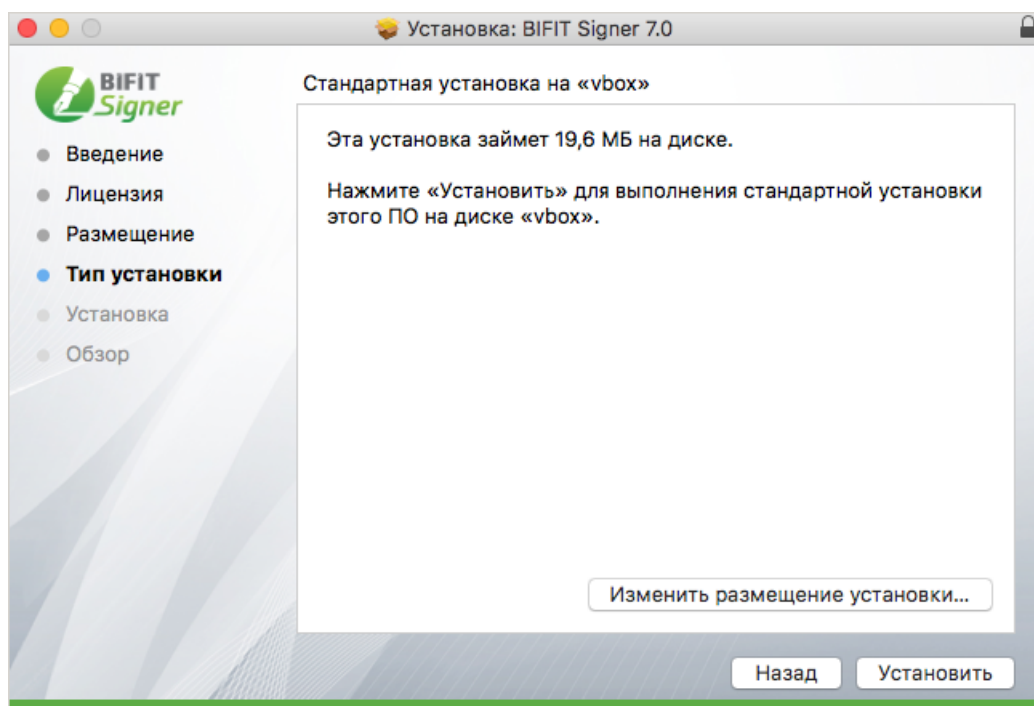 Установка: BIFIT Signer 7.0
BIFIT
Signer
Стандартная установка на «vbox»
Введение
Лицензия
Размещение
Тип установки
Установка
Обзор
Эта установка займет 19,6 МБ на диске.
Нажмите «Установить» для выполнения стандартной установки
этого ПО на диске «vbox».
Изменить размещение установки...
Назад
Установить